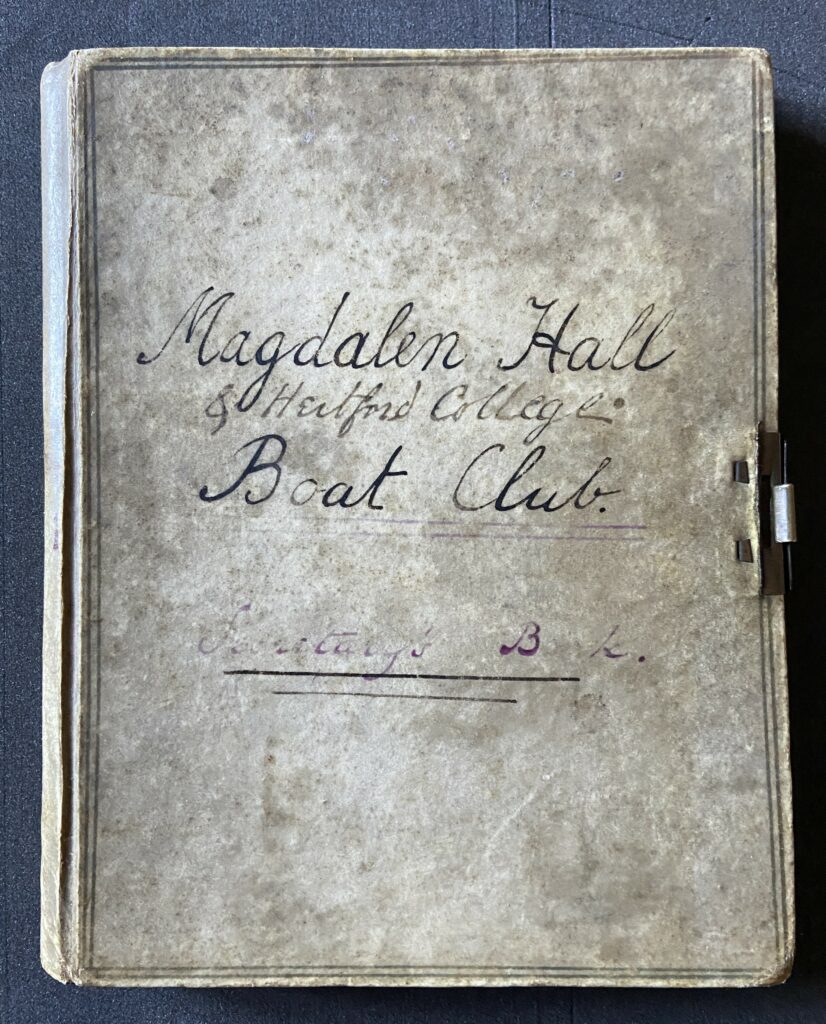 Magdalen Hall
& Hertford College
Boat Club.
Secretary's Book.